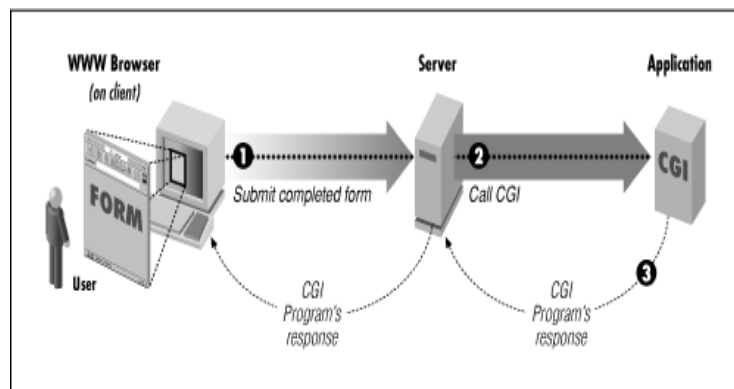 WWW Browser
(on client)
Server
Application
1
2
Submit completed form
Call CGI
CGI
FORM
User
3
CGI
Program's
response
CGI
Program's
response